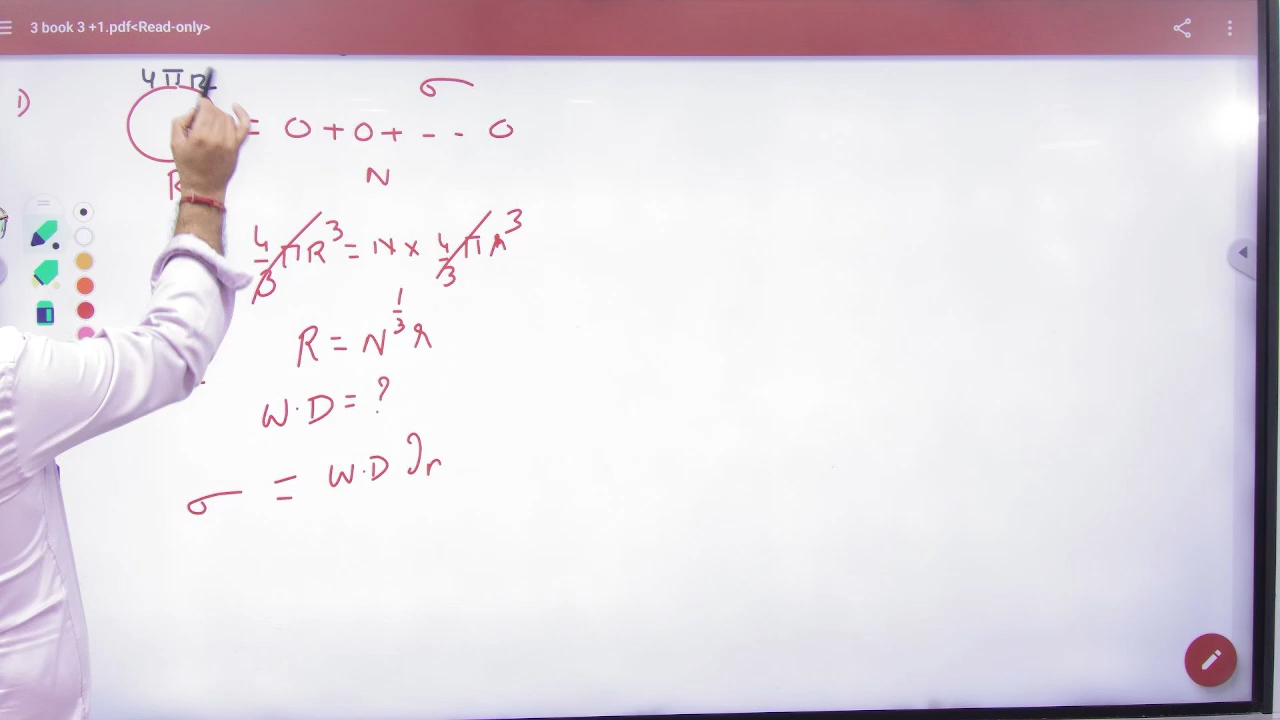 3 book 3 +1.pdf<Read-only>
1)
4πR
σ
= 0 + 0 + - - 0
R
N
4/3 πR³ = N × 4/3 πr³
R = N^1/3 r
W.D = ?
σ = W.D